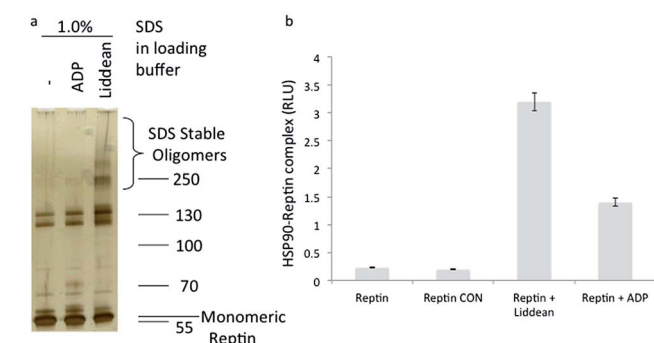 a
1.0%
SDS
in loading
buffer
-
ADP
Liddean
SDS Stable
Oligomers
250
130
100
70
Monomeric
55
Reptin
b
HSP90-Reptin complex (RLU)
4
3.5
3
2.5
2
1.5
1
0.5
0
Reptin
Reptin CON
Reptin +
Liddean
Reptin + ADP